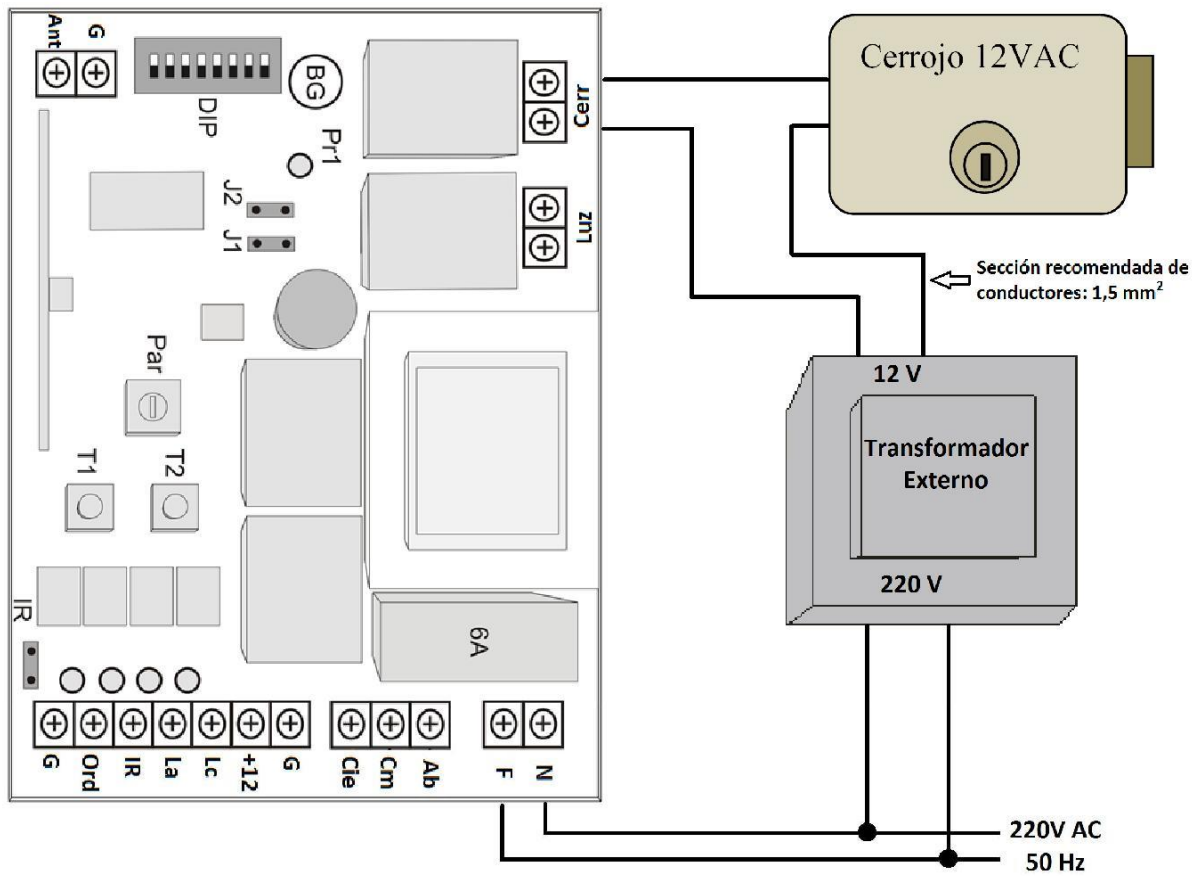 Ant
G
DIP
BG
Pr1
J2
J1
Cerr
Luz
Cerrojo 12VAC
Sección recomendada de
conductores: 1,5 mm²
Par
T1
T2
12 V
Transformador
Externo
220 V
IR
6A
G
Ord
IR
La
Lc
+12
G
Cie
Cm
Ab
F
N
220V AC
50 Hz